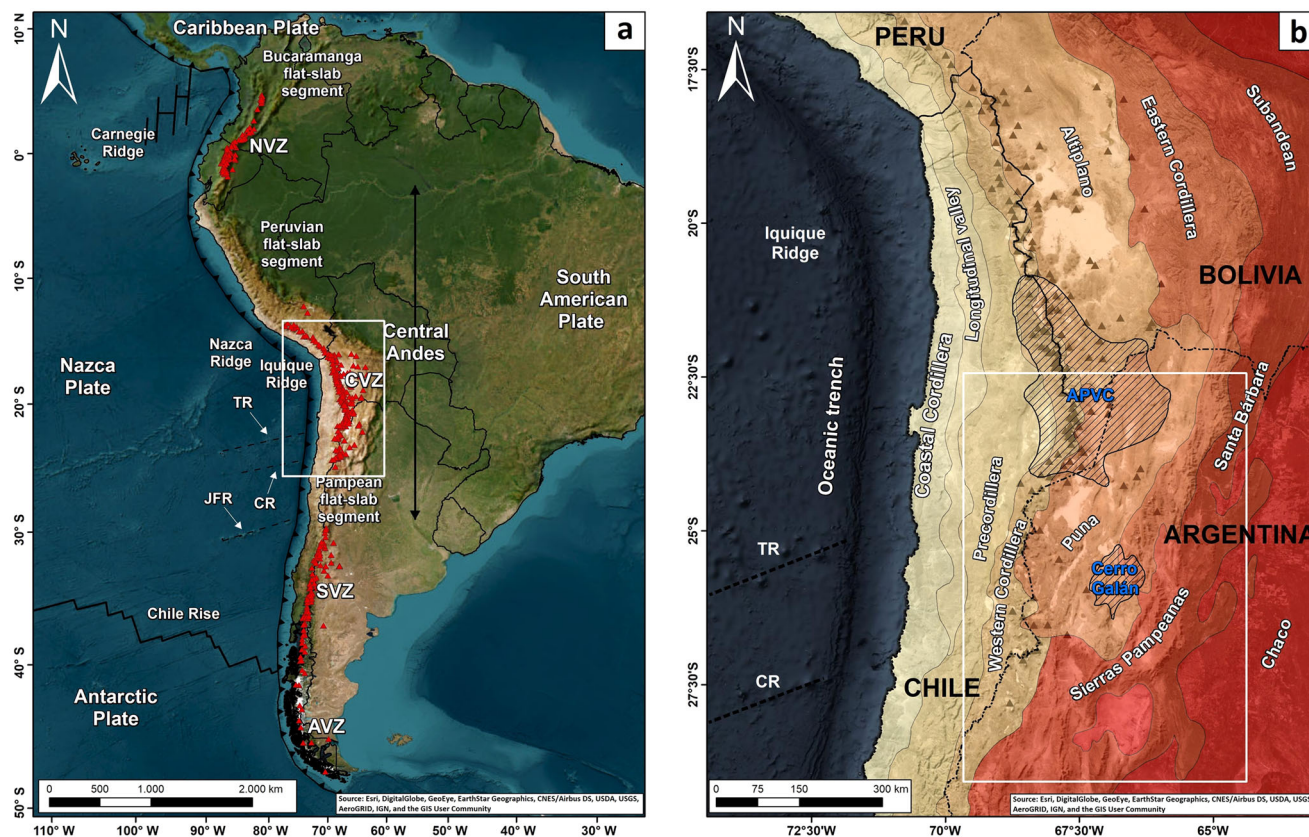 a
N
10°N
0°
10° S
20°S
30°S
40°S
50°S
Caribbean Plate
Bucaramanga
flat-slab
segment
Carnegie
Ridge
NVZ
Peruvian
flat-slab
segment
South
American
Plate
Central
Andes
Nazca
Ridge
Iquique
Ridge
CVZ
Nazca
Plate
TR
CR
JFR
Pampean
flat-slab
segment
SVZ
Chile Rise
Antarctic
Plate
AVZ
0 500 1.000 2.000 km
Source: Esri, DigitalGlobe, GeoEye, EarthStar Geographics, CNES/Airbus DS, USDA, USGS,
AeroGRID, IGN, and the GIS User Community
110° W 100° W 90° W 80° W 70° W 60° W 50° W 40° W 30° W
b
N
17°30'S
20°S
22°30'S
25°S
27°30'S
PERU
Altiplano
Eastern Cordillera
Subandean
Iquique
Ridge
Longitudinal valley
BOLIVIA
Oceanic trench
Coastal Cordillera
APVC
Santa Bárbara
Precordillera
Western Cordillera
Puna
ARGENTINA
TR
Cerro
Galán
Sierras Pampeanas
Chaco
CR
CHILE
0 75 150 300 km
Source: Esri, DigitalGlobe, GeoEye, EarthStar Geographics, CNES/Airbus DS, USDA, USGS,
AeroGRID, IGN, and the GIS User Community
72°30'W 70°W 67°30'W 65°W